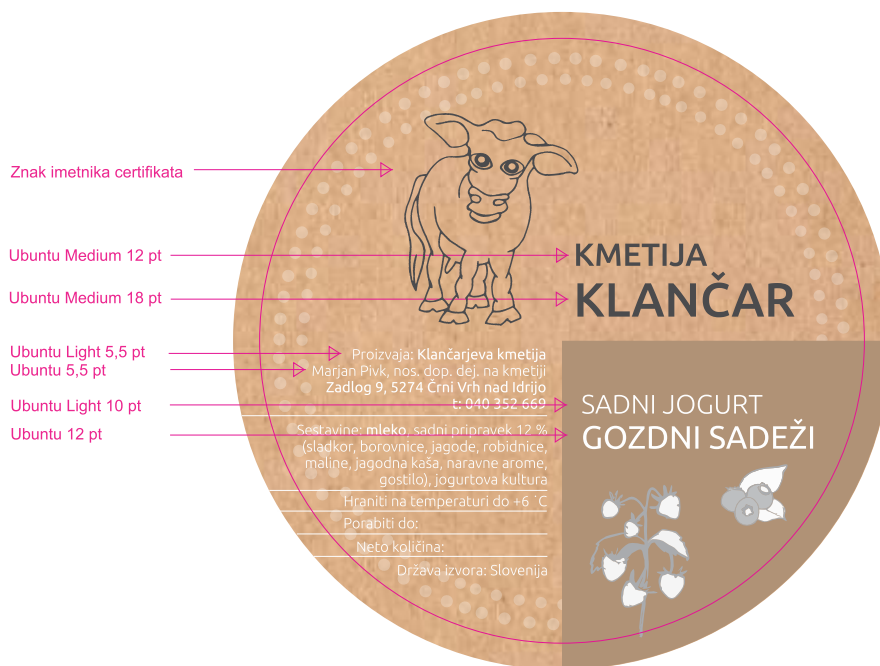 Znak imetnika certifikata
Ubuntu Medium 12 pt
Ubuntu Medium 18 pt
Ubuntu Light 5,5 pt
Ubuntu 5,5 pt
Ubuntu Light 10 pt
Ubuntu 12 pt
KMETIJA
KLANČAR
Proizvaja: Klančarjeva kmetija
Marjan Pivk, nos. dop. dej. na kmetiji
Zadlog 9, 5274 Črni Vrh nad Idrijo
t: 040 352 669
Sestavine: mleko, sadni pripravek 12 %
(sladkor, borovnice, jagode, robidnice,
maline, jagodna kaša, naravne arome,
gostilo), jogurtova kultura
Hraniti na temperaturi do +6 ˙C
Porabiti do:
Neto količina:
Država izvora: Slovenija
SADNI JOGURT
GOZDNI SADEŽI